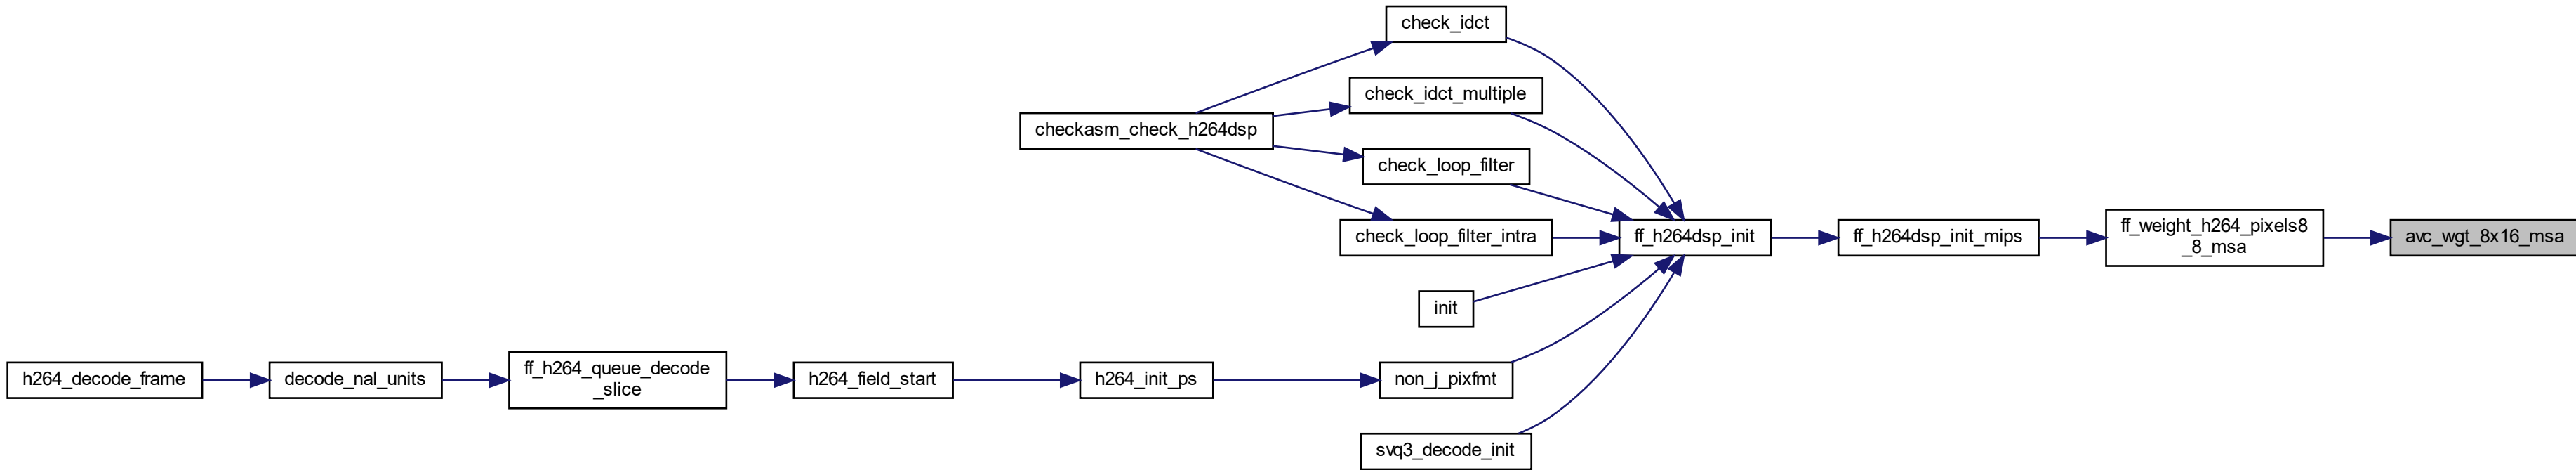 check_idct
check_idct_multiple
checkasm_check_h264dsp
check_loop_filter
check_loop_filter_intra
ff_h264dsp_init
ff_h264dsp_init_mips
ff_weight_h264_pixels8
_8_msa
avc_wgt_8x16_msa
init
h264_decode_frame
decode_nal_units
ff_h264_queue_decode
_slice
h264_field_start
h264_init_ps
non_j_pixfmt
svq3_decode_init